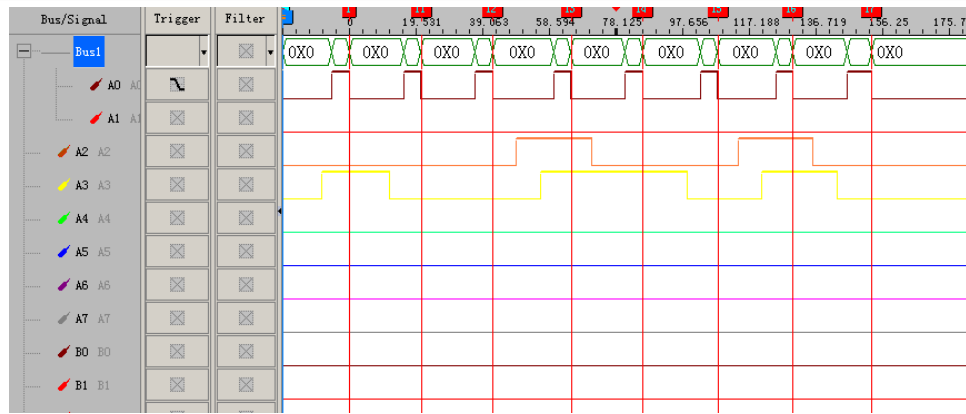 Bus/Signal Trigger Filter
0 19.531 39.063 58.594 78.125 97.656 117.188 136.719 156.25 175.7
Bus1 0X0 0X0 0X0 0X0 0X0 0X0 0X0 0X0
A0 A0
A1 A1
A2 A2
A3 A3
A4 A4
A5 A5
A6 A6
A7 A7
B0 B0
B1 B1